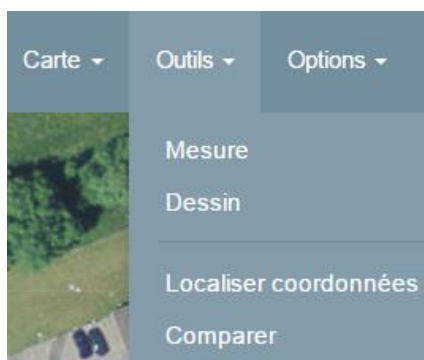 Carte Outils Options
Mesure
Dessin
Localiser coordonnées
Comparer